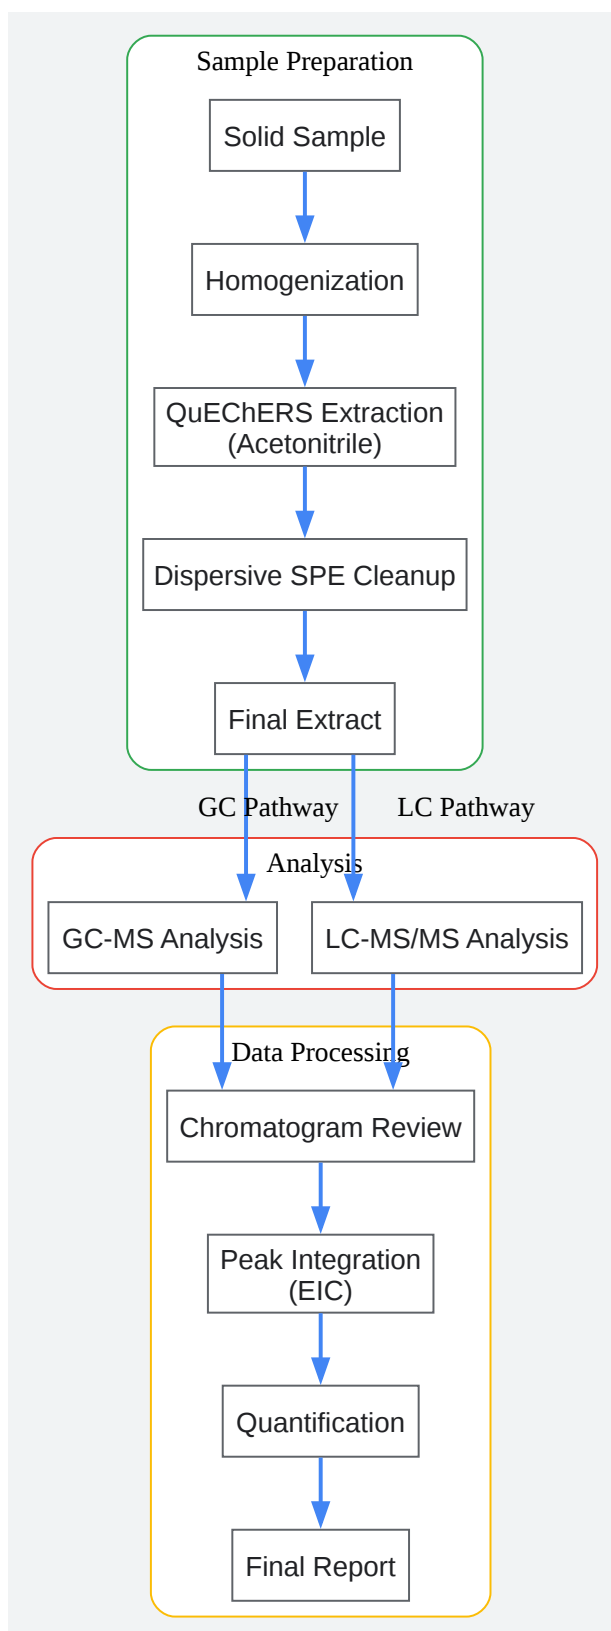 Sample Preparation
Solid Sample
Homogenization
QuEChERS Extraction
(Acetonitrile)
Dispersive SPE Cleanup
Final Extract
GC Pathway
LC Pathway
Analysis
GC-MS Analysis
LC-MS/MS Analysis
Data Processing
Chromatogram Review
Peak Integration
(EIC)
Quantification
Final Report